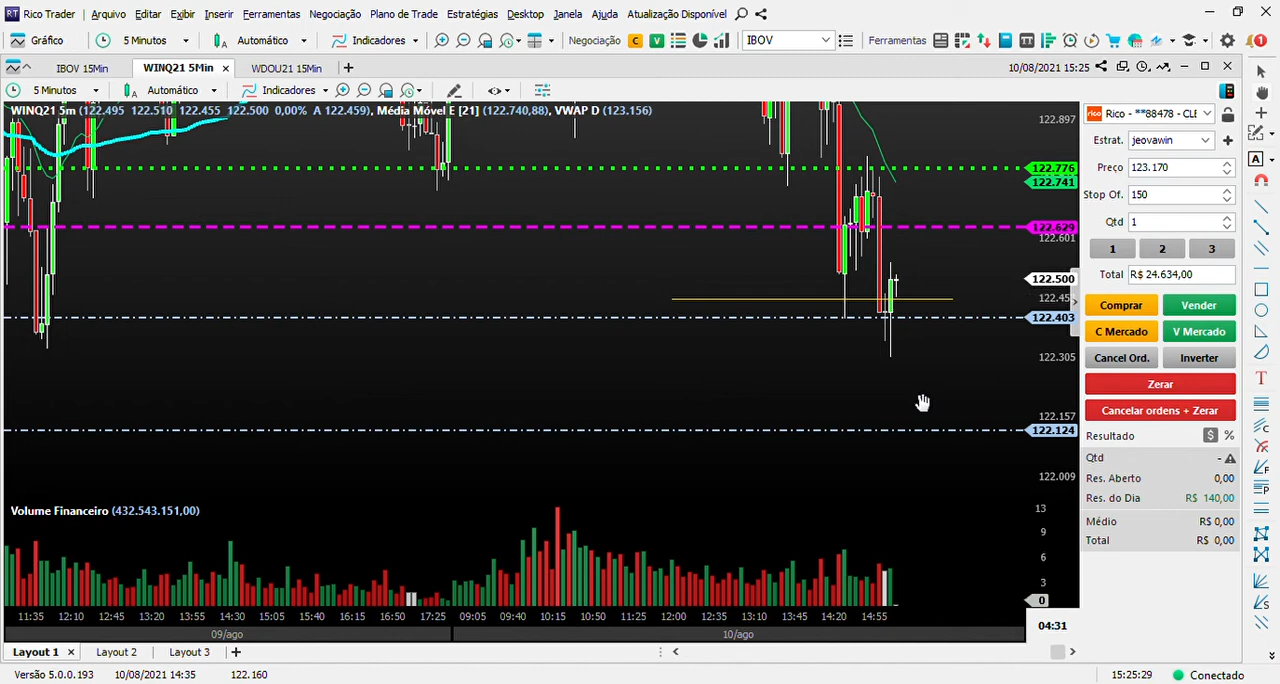 RT Rico Trader Arquivo Editar Exibir Inserir Ferramentas Negociação Plano de Trade Estratégias Desktop Janela Ajuda Atualização Disponível
Gráfico 5 Minutos Automático Indicadores Negociação C V IBOV Ferramentas 1
IBOV 15Min WINQ21 5Min x WDOU21 15Min + 10/08/2021 15:25
5 Minutos Automático Indicadores
WINQ21 5m (122.495 122.510 122.455 122.500 0,00% A 122.459), Média Móvel E [21] (122.740,88), VWAP D (123.156)
122.897
122.776
122.741
122.629
122.601
122.500
122.45
122.403
122.305
122.157
122.124
122.009
Volume Financeiro (432.543.151,00)
13
9
6
3
0
11:35 12:10 12:45 13:20 13:55 14:30 15:05 15:40 16:15 16:50 17:25 09:05 09:40 10:15 10:50 11:25 12:00 12:35 13:10 13:45 14:20 14:55
04:31
09/ago 10/ago
rico Rico - **88478 - CLE
Estrat. jeovawin
Preço 123.170
Stop Of. 150
Qtd 1
1 2 3
Total R$ 24.634,00
Comprar Vender
C Mercado V Mercado
Cancel Ord. Inverter
Zerar
Cancelar ordens + Zerar
Resultado $ %
Qtd -
Res. Aberto 0,00
Res. do Dia R$ 140,00
Médio R$ 0,00
Total R$ 0,00
Layout 1 x Layout 2 Layout 3 +
Versão 5.0.0.193 10/08/2021 14:35 122.160 15:25:29 Conectado